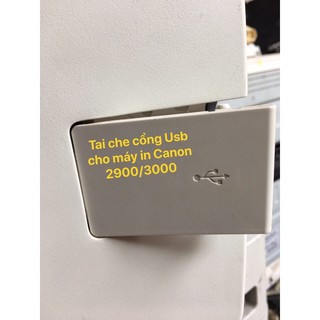 Tai che cổng Usb
cho máy in Canon
2900/3000